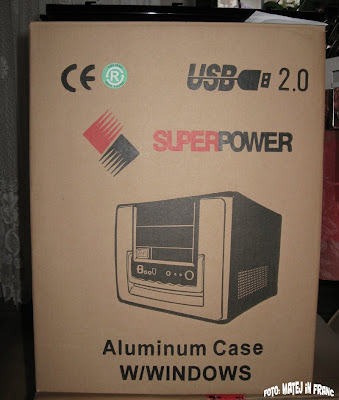 CE R USB 2.0
SUPERPOWER
Aluminum Case
W/WINDOWS
FOTO: MATEJ IN FRANC